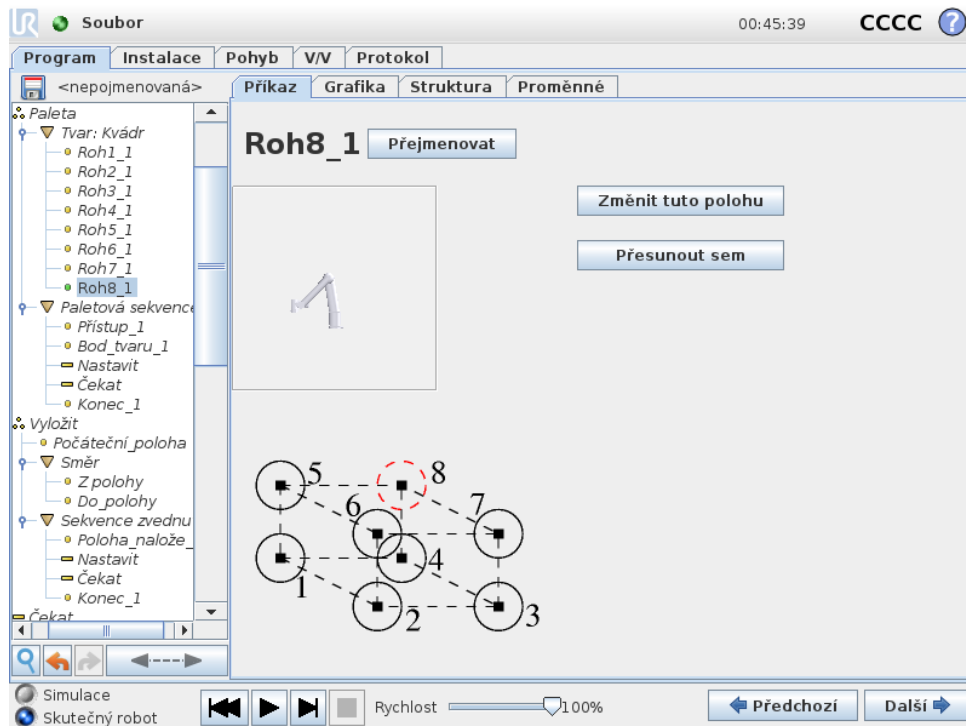 UR Soubor 00:45:39 CCCC ?
Program Instalace Pohyb V/V Protokol
<nepojmenovaná> Příkaz Grafika Struktura Proměnné
Paleta
Tvar: Kvádr
Roh1_1
Roh2_1
Roh3_1
Roh4_1
Roh5_1
Roh6_1
Roh7_1
Roh8_1
Paletová sekvence
Přístup_1
Bod_tvaru_1
Nastavit
Čekat
Konec_1
Vyložit
Počáteční_poloha
Směr
Z polohy
Do_polohy
Sekvence zvednu
Poloha_nalože_
Nastavit
Čekat
Konec_1
Čekat
Roh8_1 Přejmenovat
Změnit tuto polohu
Přesunout sem
5 8
6 7
1 4
2 3
Simulace
Skutečný robot
Rychlost 100%
Předchozí Další